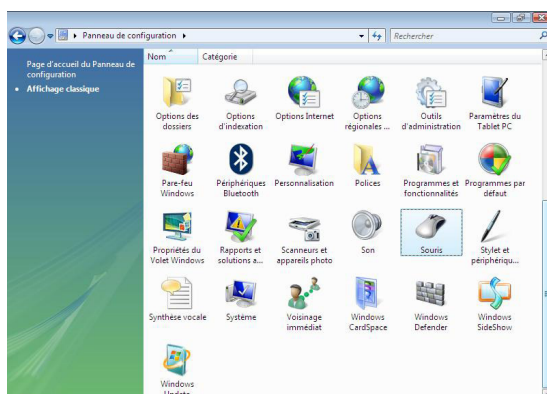 Panneau de configuration
Rechercher
Page d'accueil du Panneau de
configuration
Affichage classique
Nom
Catégorie
Options des
dossiers
Options
d'indexation
Options Internet
Options
régionales ...
Outils
d'administration
Paramètres du
Tablet PC
Pare-feu
Windows
Périphériques
Bluetooth
Personnalisation
Polices
Programmes et
fonctionnalités
Programmes par
défaut
Propriétés du
Volet Windows
Rapports et
solutions a...
Scanneurs et
appareils photo
Son
Souris
Stylet et
périphériqu...
Synthèse vocale
Système
Voisinage
immédiat
Windows
CardSpace
Windows
Defender
Windows
SideShow
Windows
Update